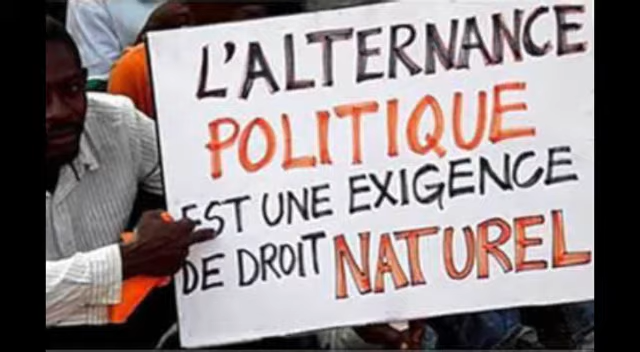 L'ALTERNANCE
POLITIQUE
EST UNE EXIGENCE
DE DROIT NATUREL